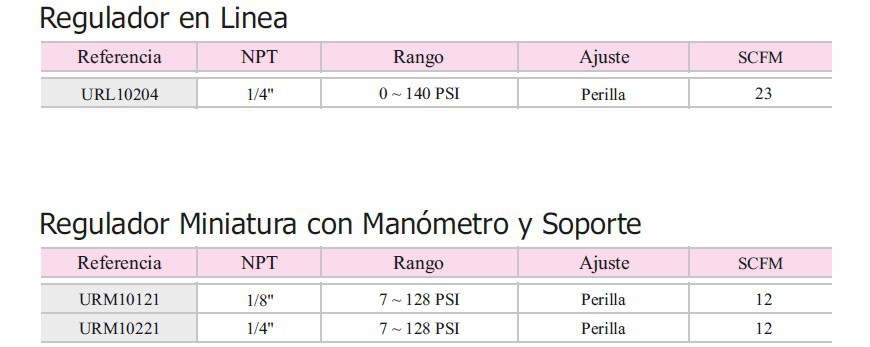 Regulador en Linea
Referencia NPT Rango Ajuste SCFM
URL10204 1/4" 0 ~ 140 PSI Perilla 23
Regulador Miniatura con Manómetro y Soporte
Referencia NPT Rango Ajuste SCFM
URM10121 1/8" 7 ~ 128 PSI Perilla 12
URM10221 1/4" 7 ~ 128 PSI Perilla 12